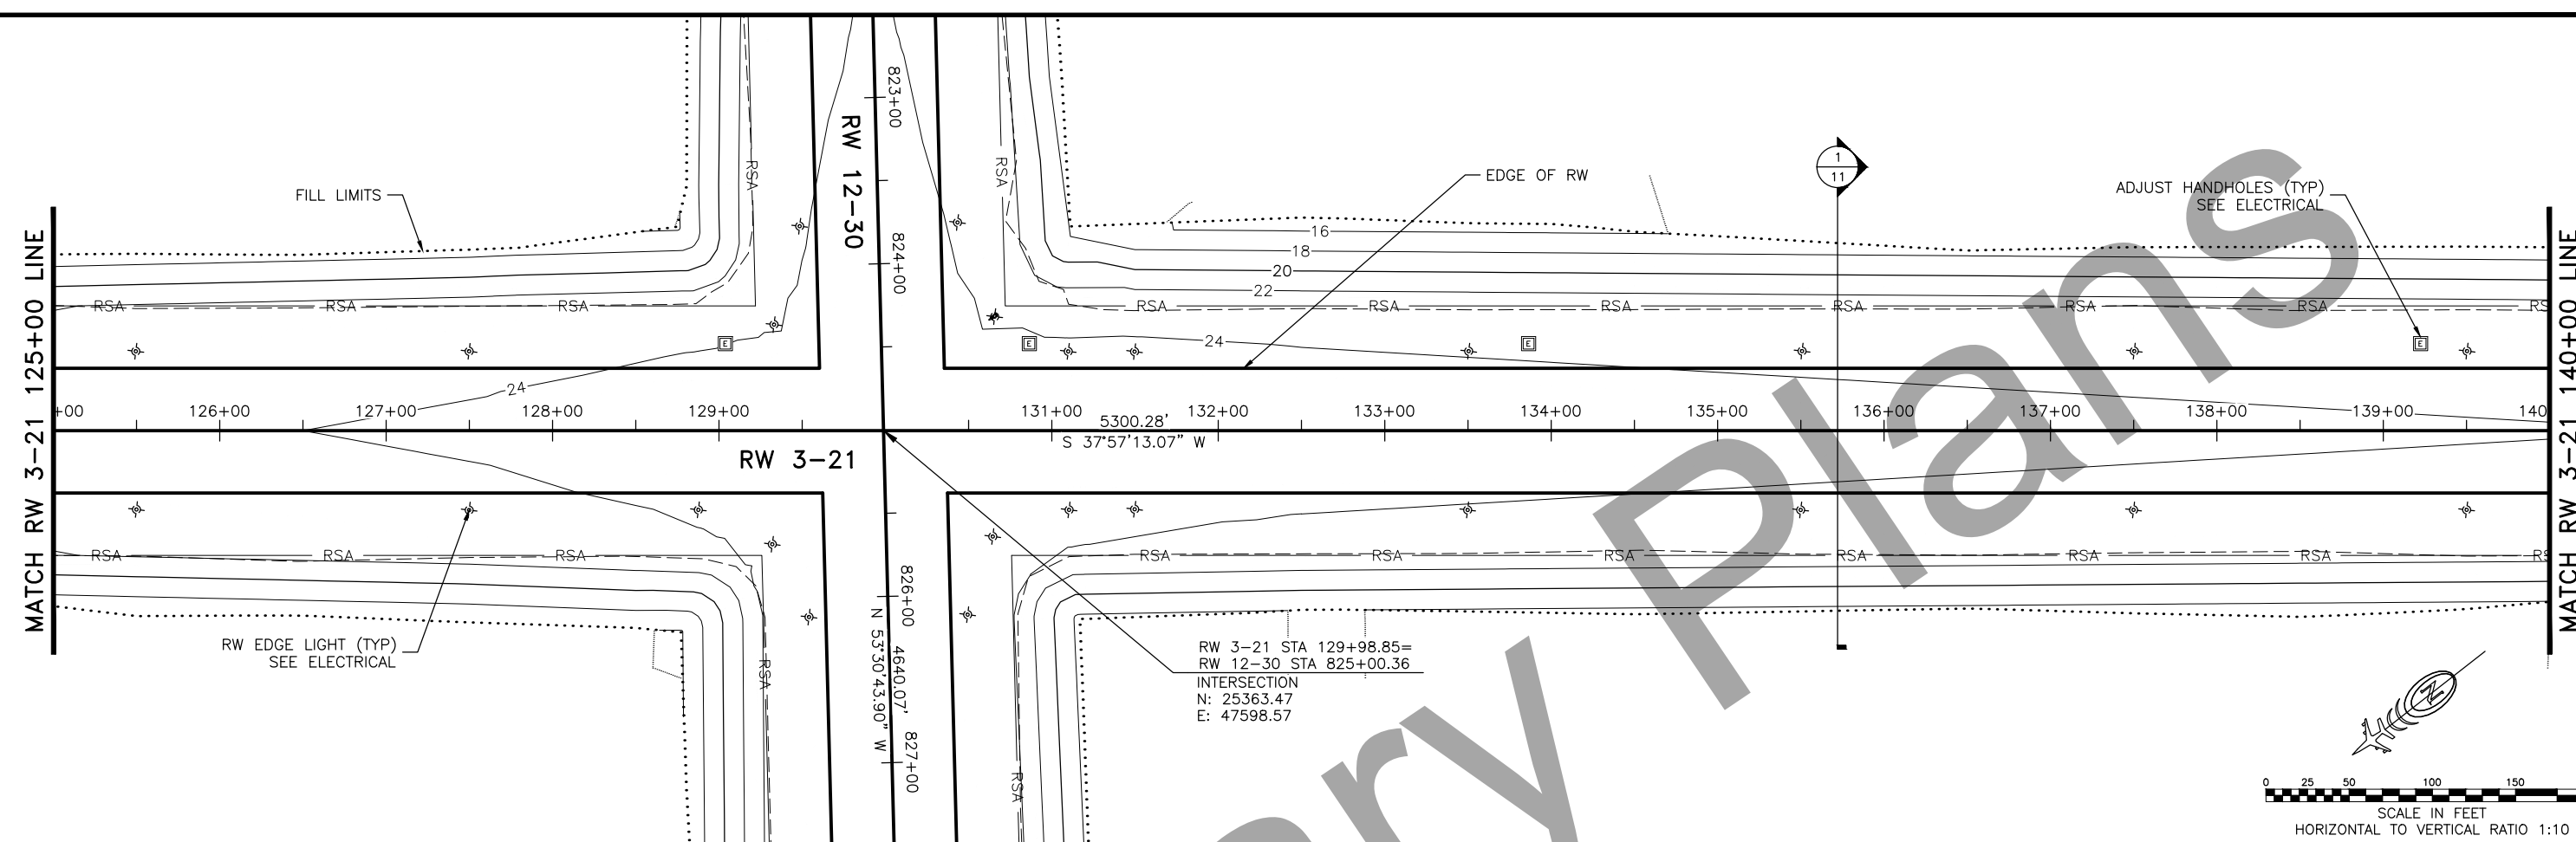 823+00
RW 12-30
824+00
FILL LIMITS
RSA
RSA
EDGE OF RW
1
11
ADJUST HANDHOLES (TYP)
SEE ELECTRICAL
16
18
20
22
24
RSA RSA RSA
RSA RSA RSA RSA RSA RSA RS
E E E E
MATCH RW 3-21 125+00 LINE
MATCH RW 3-21 140+00 LINE
24
+00 126+00 127+00 128+00 129+00 131+00 132+00 133+00 134+00 135+00 136+00 137+00 138+00 139+00 140
5300.28'
S 37°57'13.07" W
RW 3-21
RSA RSA RSA
RSA RSA RSA RSA RSA RSA RS
826+00
N 53°30'43.90" W
4640.07'
827+00
RW EDGE LIGHT (TYP)
SEE ELECTRICAL
RSA
RSA
RW 3-21 STA 129+98.85=
RW 12-30 STA 825+00.36
INTERSECTION
N: 25363.47
E: 47598.57
ry Plans
N
0 25 50 100 150
SCALE IN FEET
HORIZONTAL TO VERTICAL RATIO 1:10